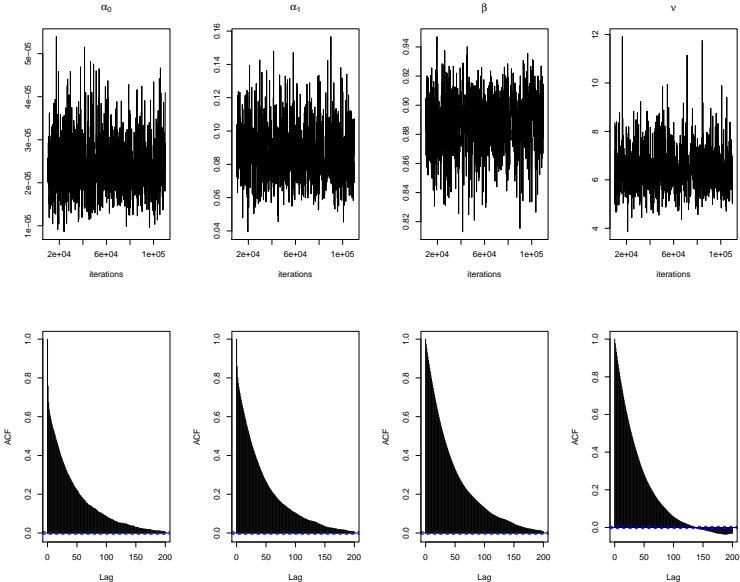 α0 α1 β ν
1e−05 2e−05 3e−05 4e−05 5e−05
0.04 0.06 0.08 0.10 0.12 0.14 0.16
0.82 0.84 0.86 0.88 0.90 0.92 0.94
4 6 8 10 12
2e+04 6e+04 1e+05
2e+04 6e+04 1e+05
2e+04 6e+04 1e+05
2e+04 6e+04 1e+05
iterations iterations iterations iterations
ACF
0.0 0.2 0.4 0.6 0.8 1.0
ACF
0.0 0.2 0.4 0.6 0.8 1.0
ACF
0.0 0.2 0.4 0.6 0.8 1.0
ACF
0.0 0.2 0.4 0.6 0.8 1.0
0 50 100 150 200
0 50 100 150 200
0 50 100 150 200
0 50 100 150 200
Lag Lag Lag Lag